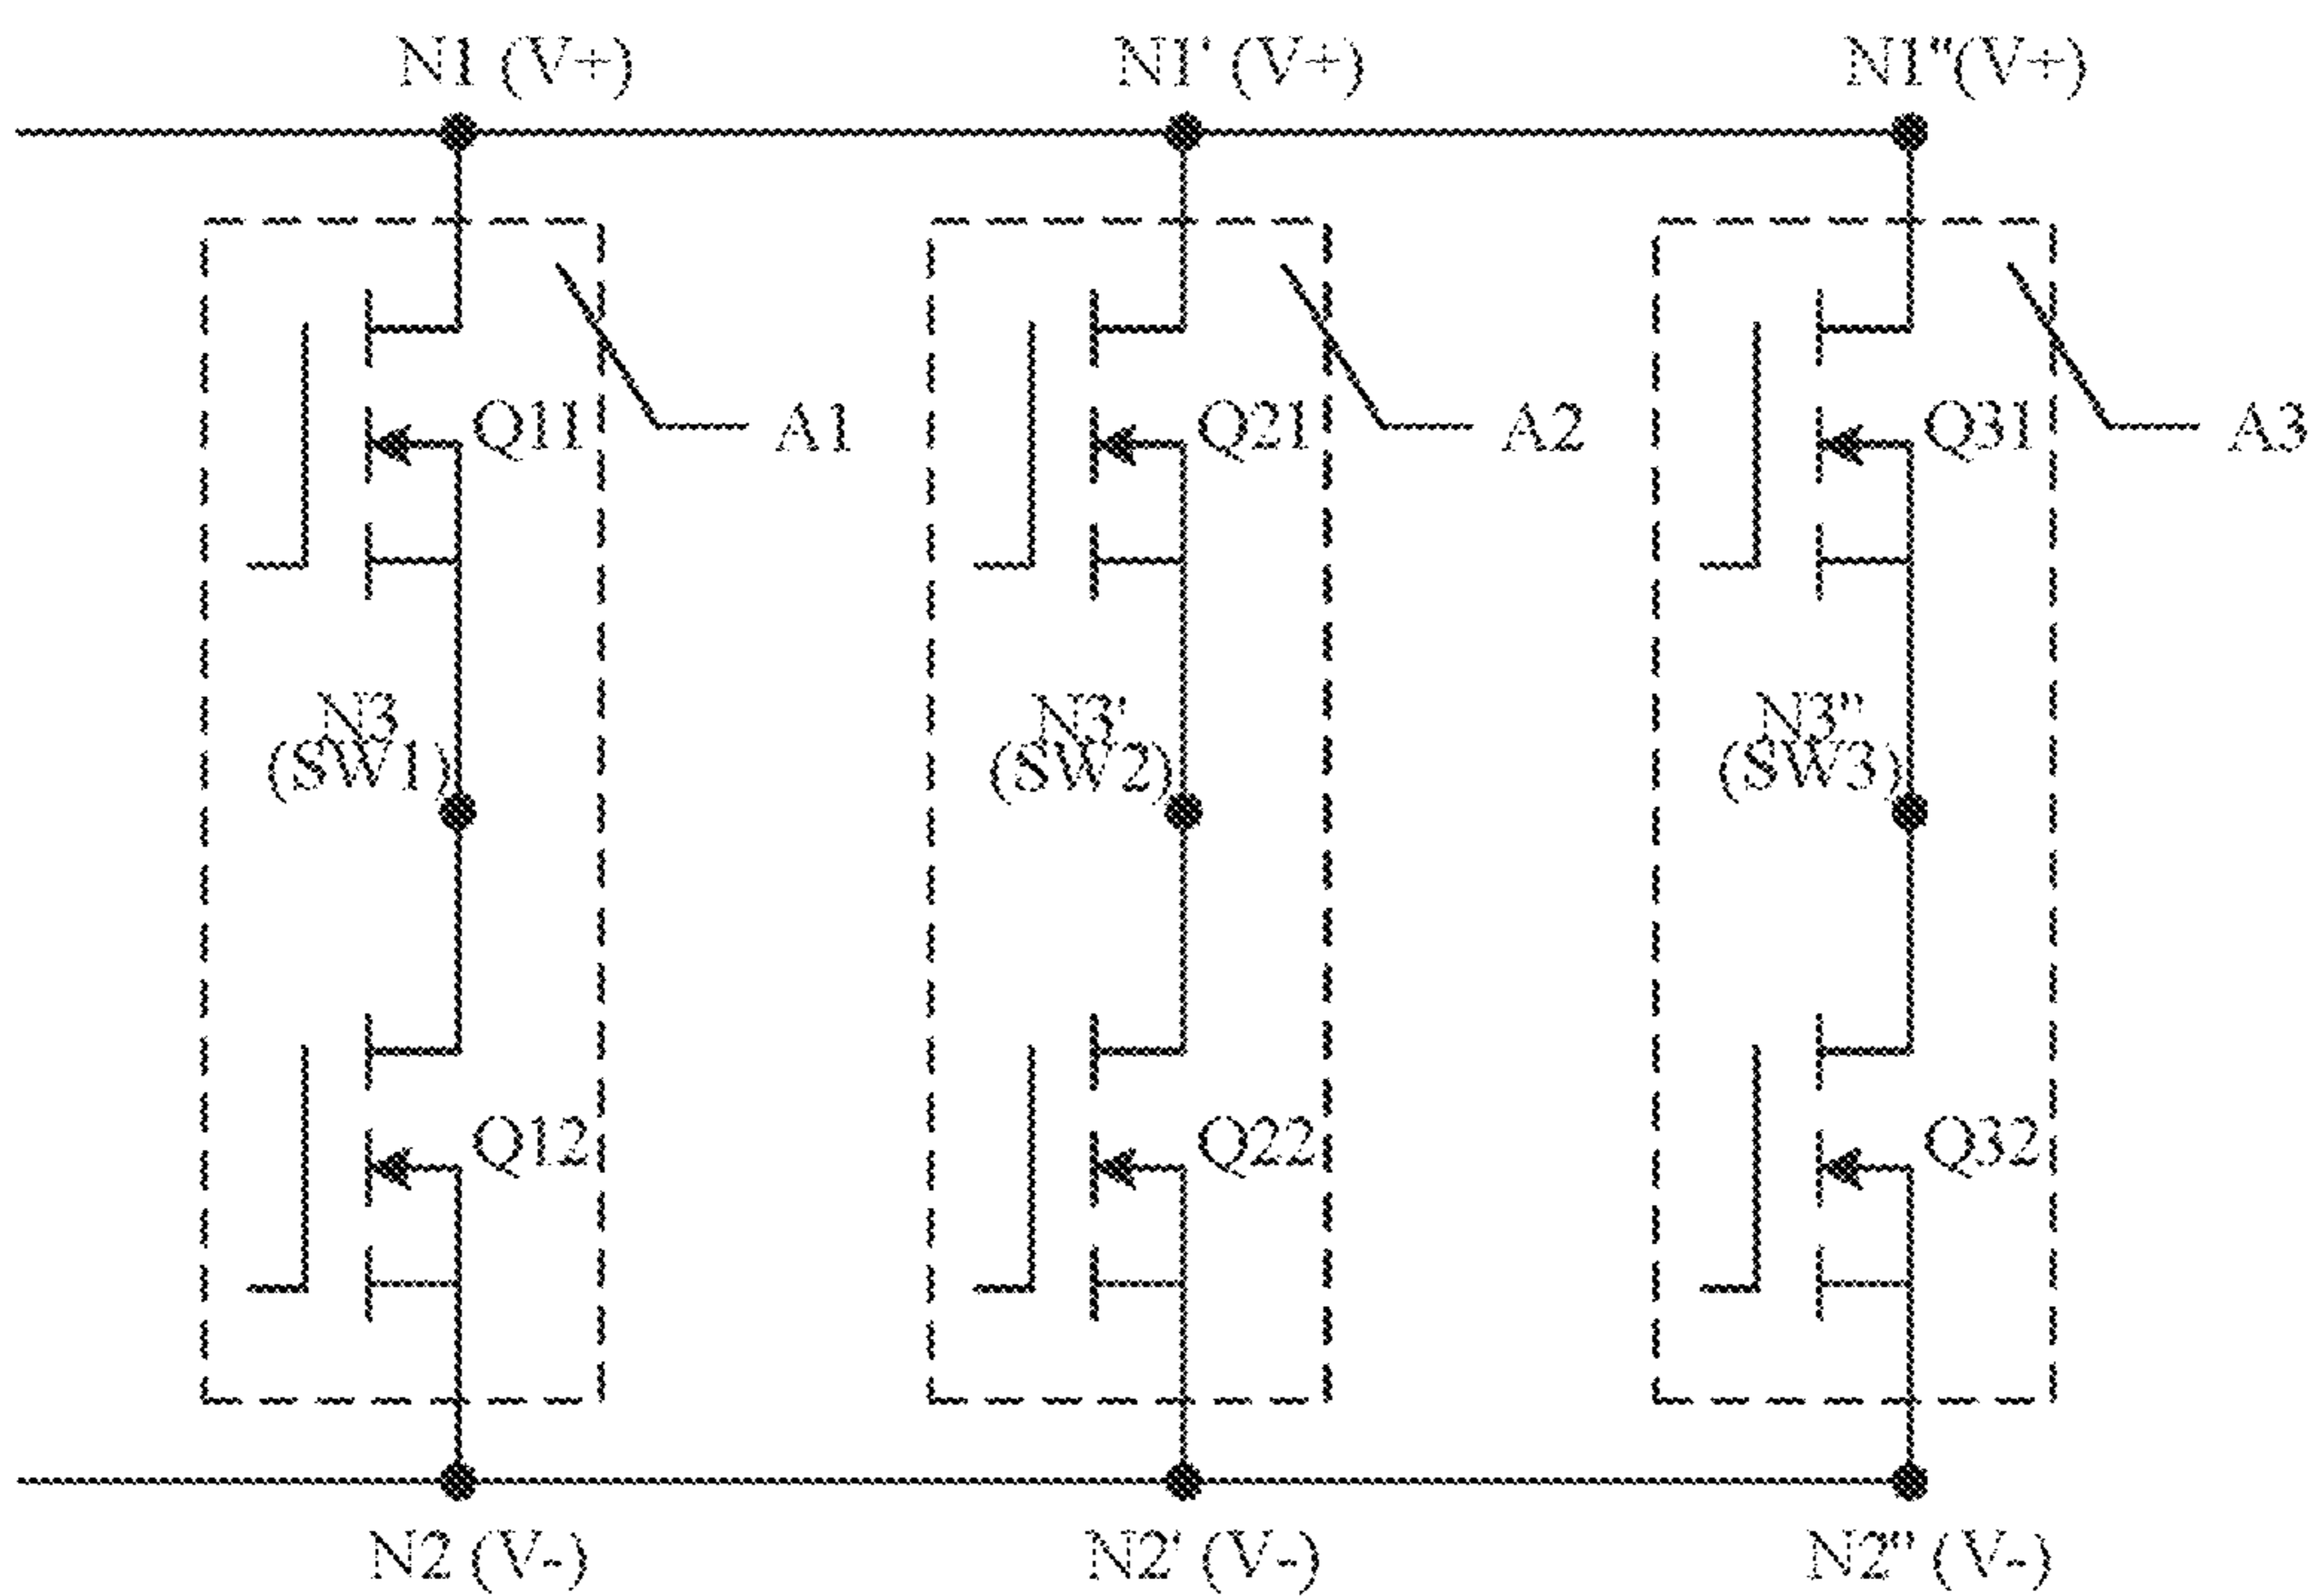 N1 (V+)
N1' (V+)
N1"(V+)
Q11
A1
Q21
A2
Q31
A3
N3
(SW1)
N3'
(SW2)
N3"
(SW3)
Q12
Q22
Q32
N2 (V-)
N2' (V-)
N2" (V-)